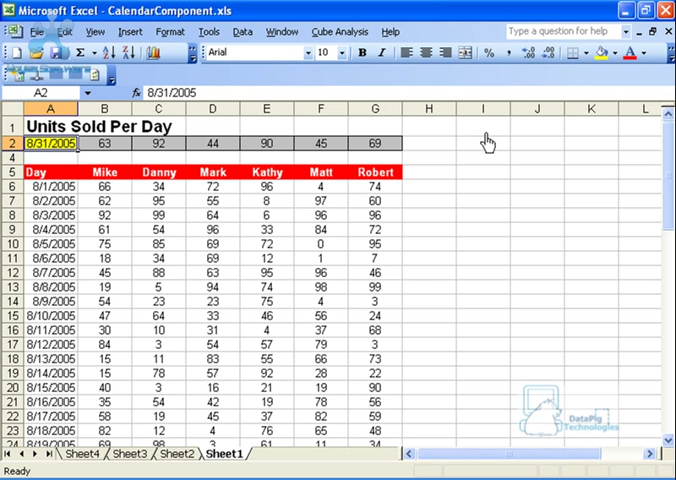 Microsoft Excel - CalendarComponent.xls
File Edit View Insert Format Tools Data Window Cube Analysis Help Type a question for help
Arial 10 B I U
A2 fx 8/31/2005
A B C D E F G H I J K L
1 Units Sold Per Day
2 8/31/2005 63 92 44 90 45 69
4
5 Day Mike Danny Mark Kathy Matt Robert
6 8/1/2005 66 34 72 96 4 74
7 8/2/2005 62 95 55 8 97 60
8 8/3/2005 92 99 64 6 96 96
9 8/4/2005 61 54 96 33 84 72
10 8/5/2005 75 85 69 72 0 95
11 8/6/2005 18 34 69 12 1 7
12 8/7/2005 45 88 63 95 96 46
13 8/8/2005 19 5 94 74 98 99
14 8/9/2005 54 23 23 75 4 3
15 8/10/2005 47 64 33 46 56 24
16 8/11/2005 30 10 31 4 37 68
17 8/12/2005 84 3 54 57 79 3
18 8/13/2005 15 11 83 55 66 73
19 8/14/2005 15 78 57 92 28 22
20 8/15/2005 40 3 16 21 19 90
21 8/16/2005 35 54 42 19 78 56
22 8/17/2005 58 19 45 37 82 59
23 8/18/2005 82 12 4 76 65 48
24 8/19/2005 69 98 3 61 11 34
DataPig
Technologies
Sheet4 Sheet3 Sheet2 Sheet1
Ready